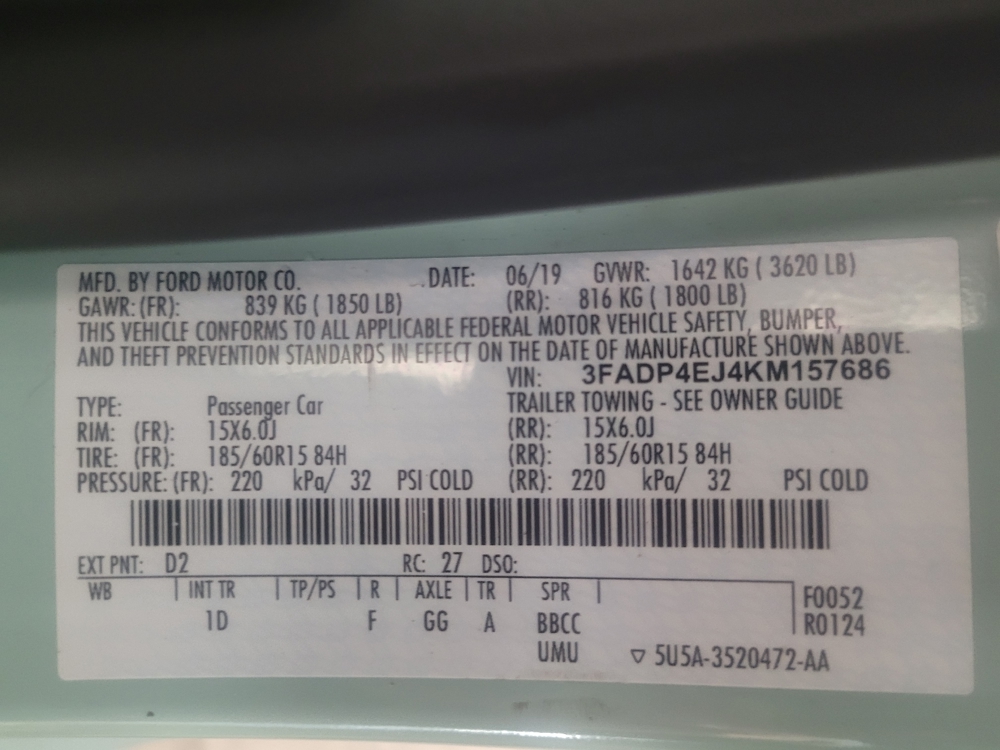 MFD. BY FORD MOTOR CO. DATE: 06/19 GVWR: 1642 KG ( 3620 LB)
GAWR: (FR): 839 KG ( 1850 LB) (RR): 816 KG ( 1800 LB)
THIS VEHICLE CONFORMS TO ALL APPLICABLE FEDERAL MOTOR VEHICLE SAFETY, BUMPER,
AND THEFT PREVENTION STANDARDS IN EFFECT ON THE DATE OF MANUFACTURE SHOWN ABOVE.
VIN: 3FADP4EJ4KM157686
TYPE: Passenger Car TRAILER TOWING - SEE OWNER GUIDE
RIM: (FR): 15X6.0J (RR): 15X6.0J
TIRE: (FR): 185/60R15 84H (RR): 185/60R15 84H
PRESSURE: (FR): 220 kPa/ 32 PSI COLD (RR): 220 kPa/ 32 PSI COLD
EXT PNT: D2 RC: 27 DSO:
WB | INT TR | TP/PS | R | AXLE | TR | SPR | F0052
1D F GG A BBCC R0124
UMU ▽ 5U5A-3520472-AA